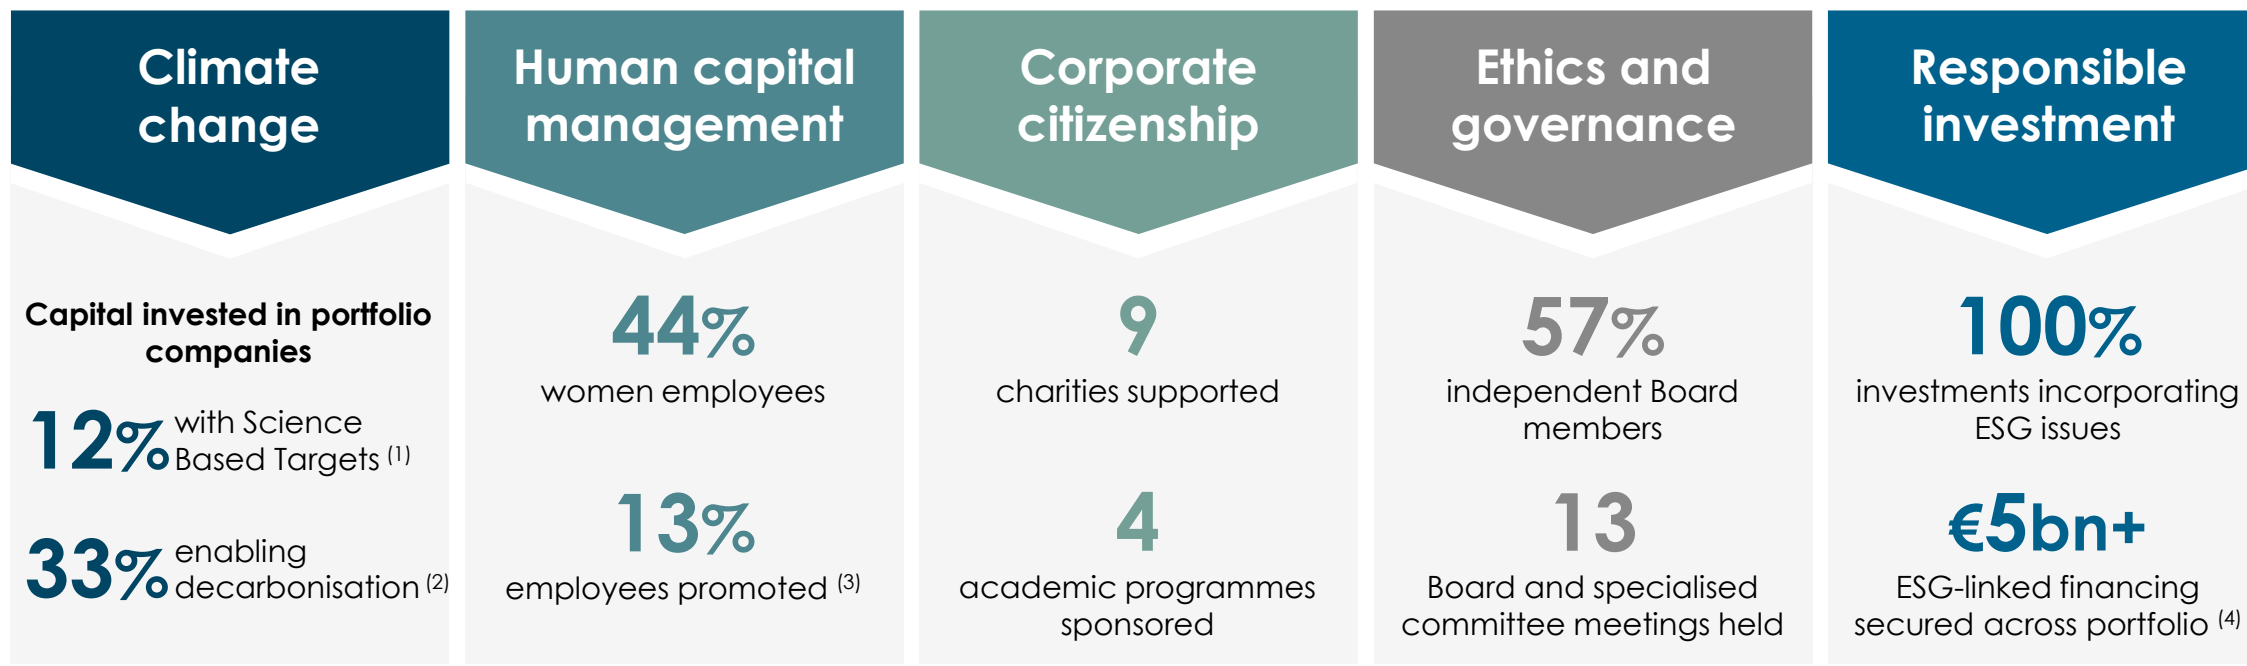 Climate
change
Capital invested in portfolio
companies
12% with Science
Based Targets (1)
33% enabling
decarbonisation (2)
Human capital
management
44%
women employees
13%
employees promoted (3)
Corporate
citizenship
9
charities supported
4
academic programmes
sponsored
Ethics and
governance
57%
independent Board
members
13
Board and specialised
committee meetings held
Responsible
investment
100%
investments incorporating
ESG issues
€5bn+
ESG-linked financing
secured across portfolio (4)